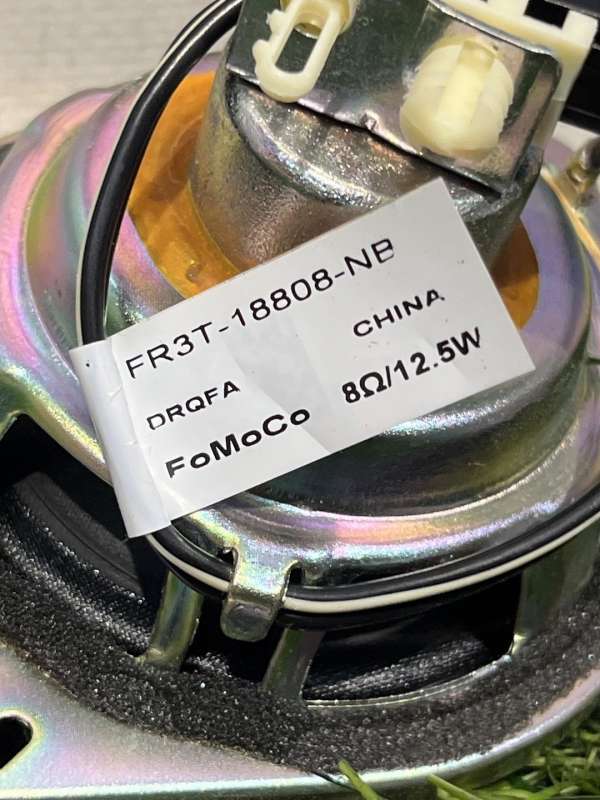 FR3T-18808-NB
DRQFA CHINA
FoMoCo 8Ω/12.5W